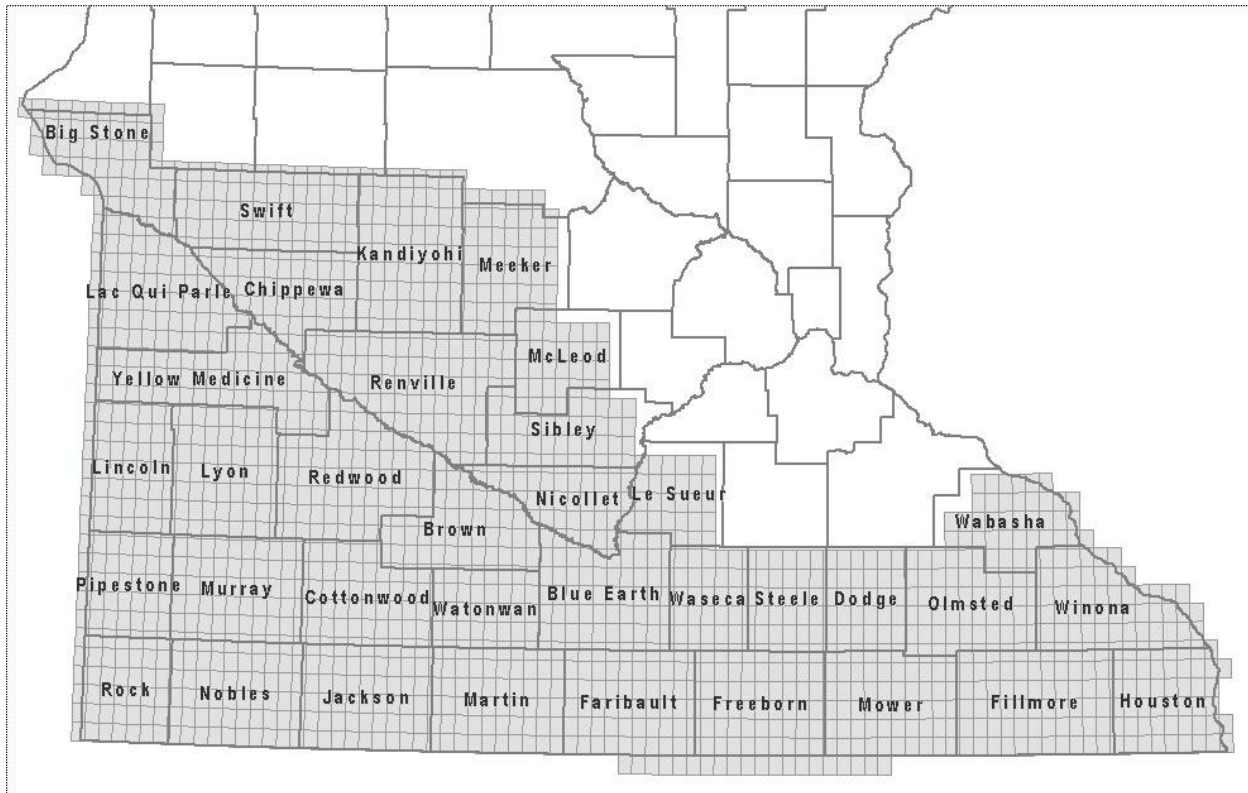 Big Stone
Swift
Kandiyohi
Meeker
Lac Qui Parle
Chippewa
McLeod
Yellow Medicine
Renville
Sibley
Lincoln
Lyon
Redwood
Nicollet
Le Sueur
Brown
Wabasha
Pipestone
Murray
Cottonwood
Watonwan
Blue Earth
Waseca
Steele
Dodge
Olmsted
Winona
Rock
Nobles
Jackson
Martin
Faribault
Freeborn
Mower
Fillmore
Houston